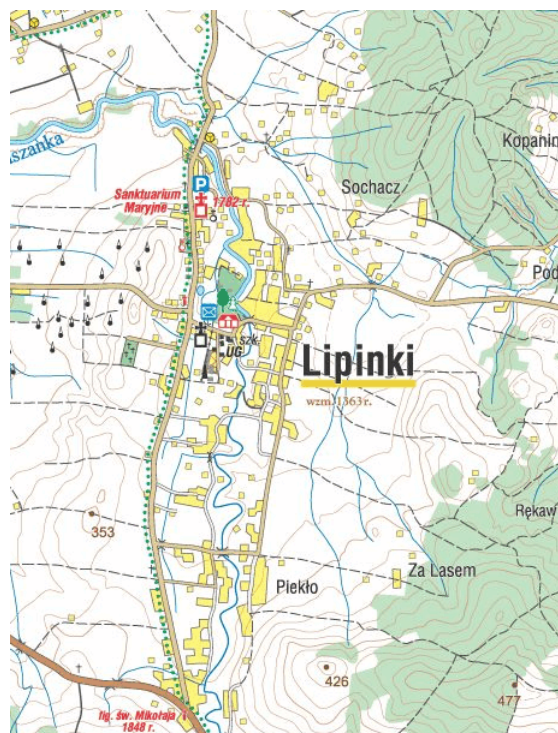 szanka
Kopanin
Sanktuarium
Maryjne
P
1782 r.
Sochacz
Pod
szk.
UG
Lipinki
wzm. 1363 r.
Rękaw
353
Za Lasem
Piekło
426
477
fig. św. Mikołaja
1848 r.